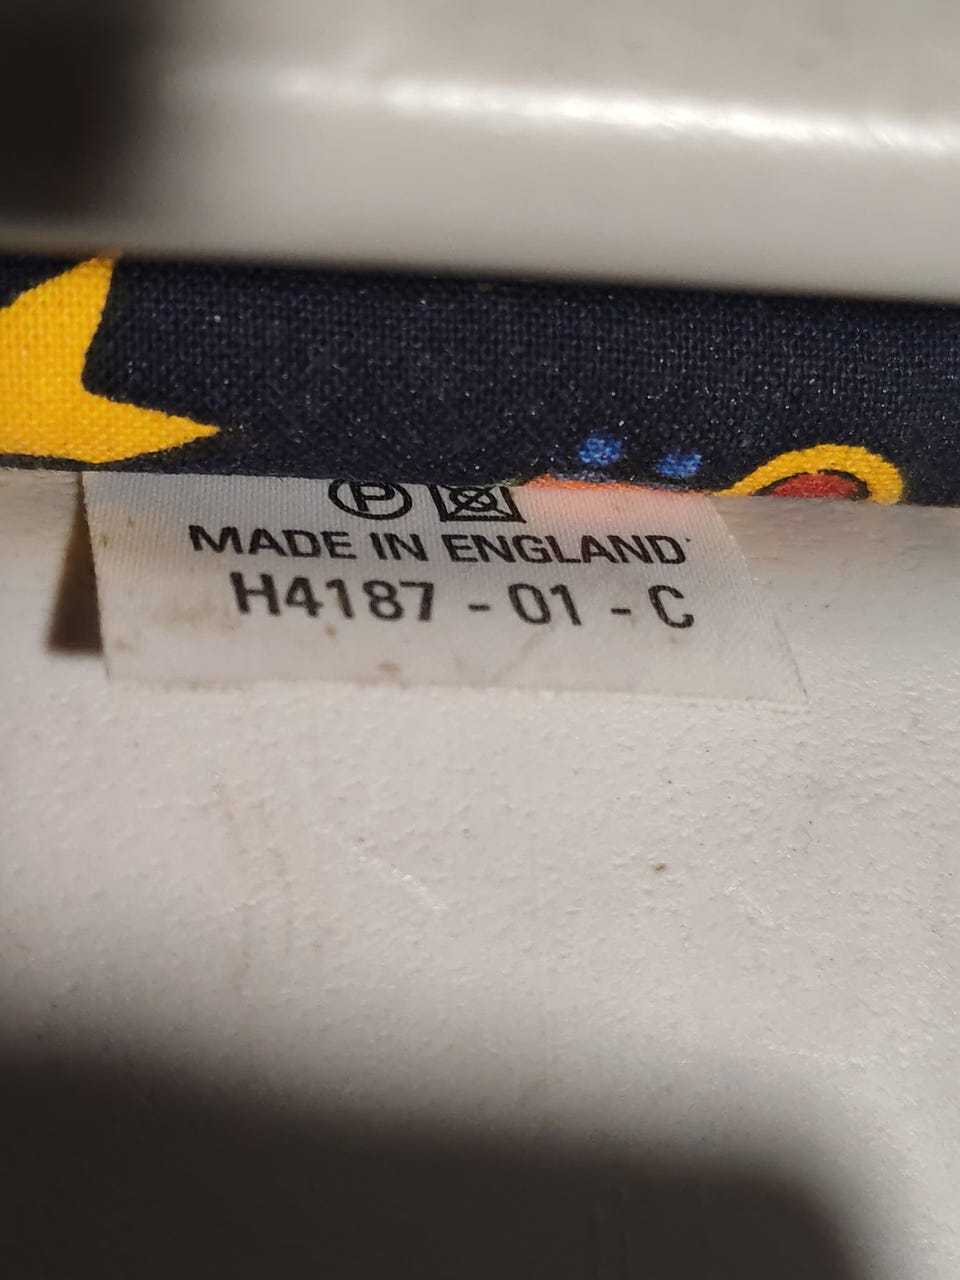 P
MADE IN ENGLAND
H4187 - 01 - C